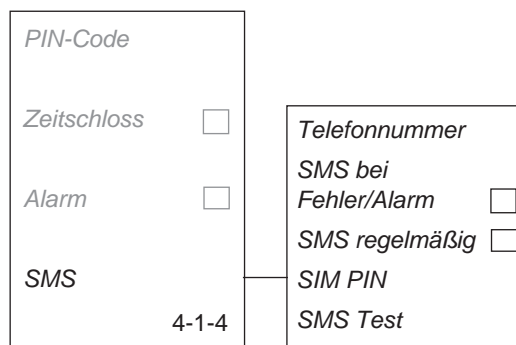 PIN-Code
Zeitschloss
Alarm
SMS
4-1-4
Telefonnummer
SMS bei
Fehler/Alarm
SMS regelmäßig
SIM PIN
SMS Test